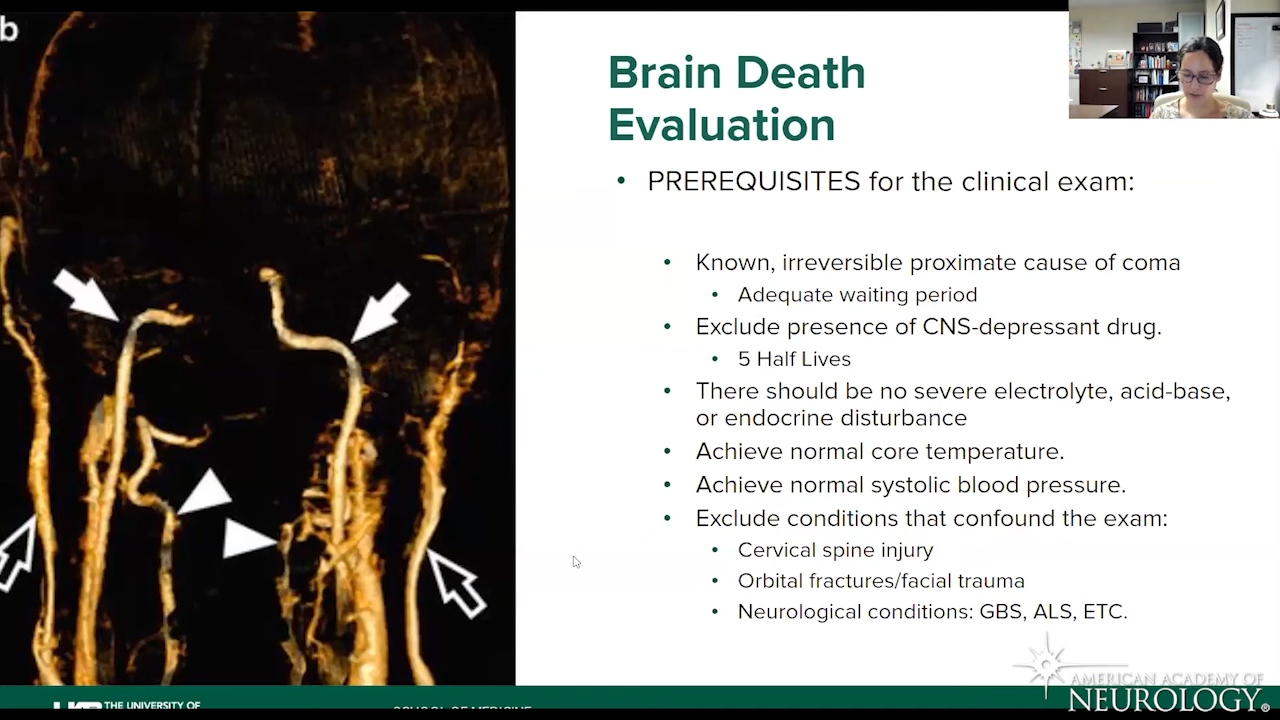 b
Brain Death
Evaluation
• PREREQUISITES for the clinical exam:
• Known, irreversible proximate cause of coma
• Adequate waiting period
• Exclude presence of CNS-depressant drug.
• 5 Half Lives
• There should be no severe electrolyte, acid-base,
or endocrine disturbance
• Achieve normal core temperature.
• Achieve normal systolic blood pressure.
• Exclude conditions that confound the exam:
• Cervical spine injury
• Orbital fractures/facial trauma
• Neurological conditions: GBS, ALS, ETC.
THE UNIVERSITY OF
SCHOOL OF MEDICINE
AMERICAN ACADEMY OF
NEUROLOGY®